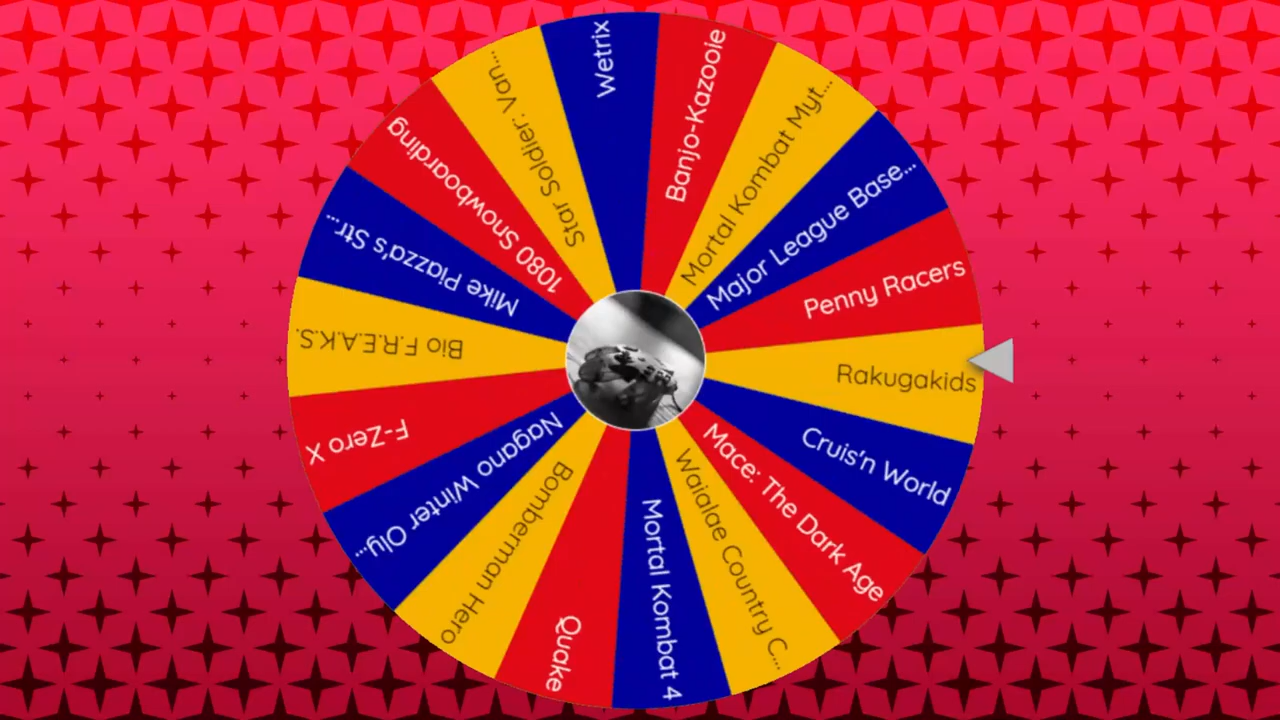 Wetrix
Banjo-Kazooie
Mortal Kombat Myt...
Major League Base...
Penny Racers
Rakugakids
Cruis'n World
Mace: The Dark Age
Waialae Country C...
Mortal Kombat 4
Quake
Bomberman Hero
Nagano Winter Oly...
F-Zero X
Bio F.R.E.A.K.S.
Mike Piazza's Str...
1080 Snowboarding
Star Soldier: Van...